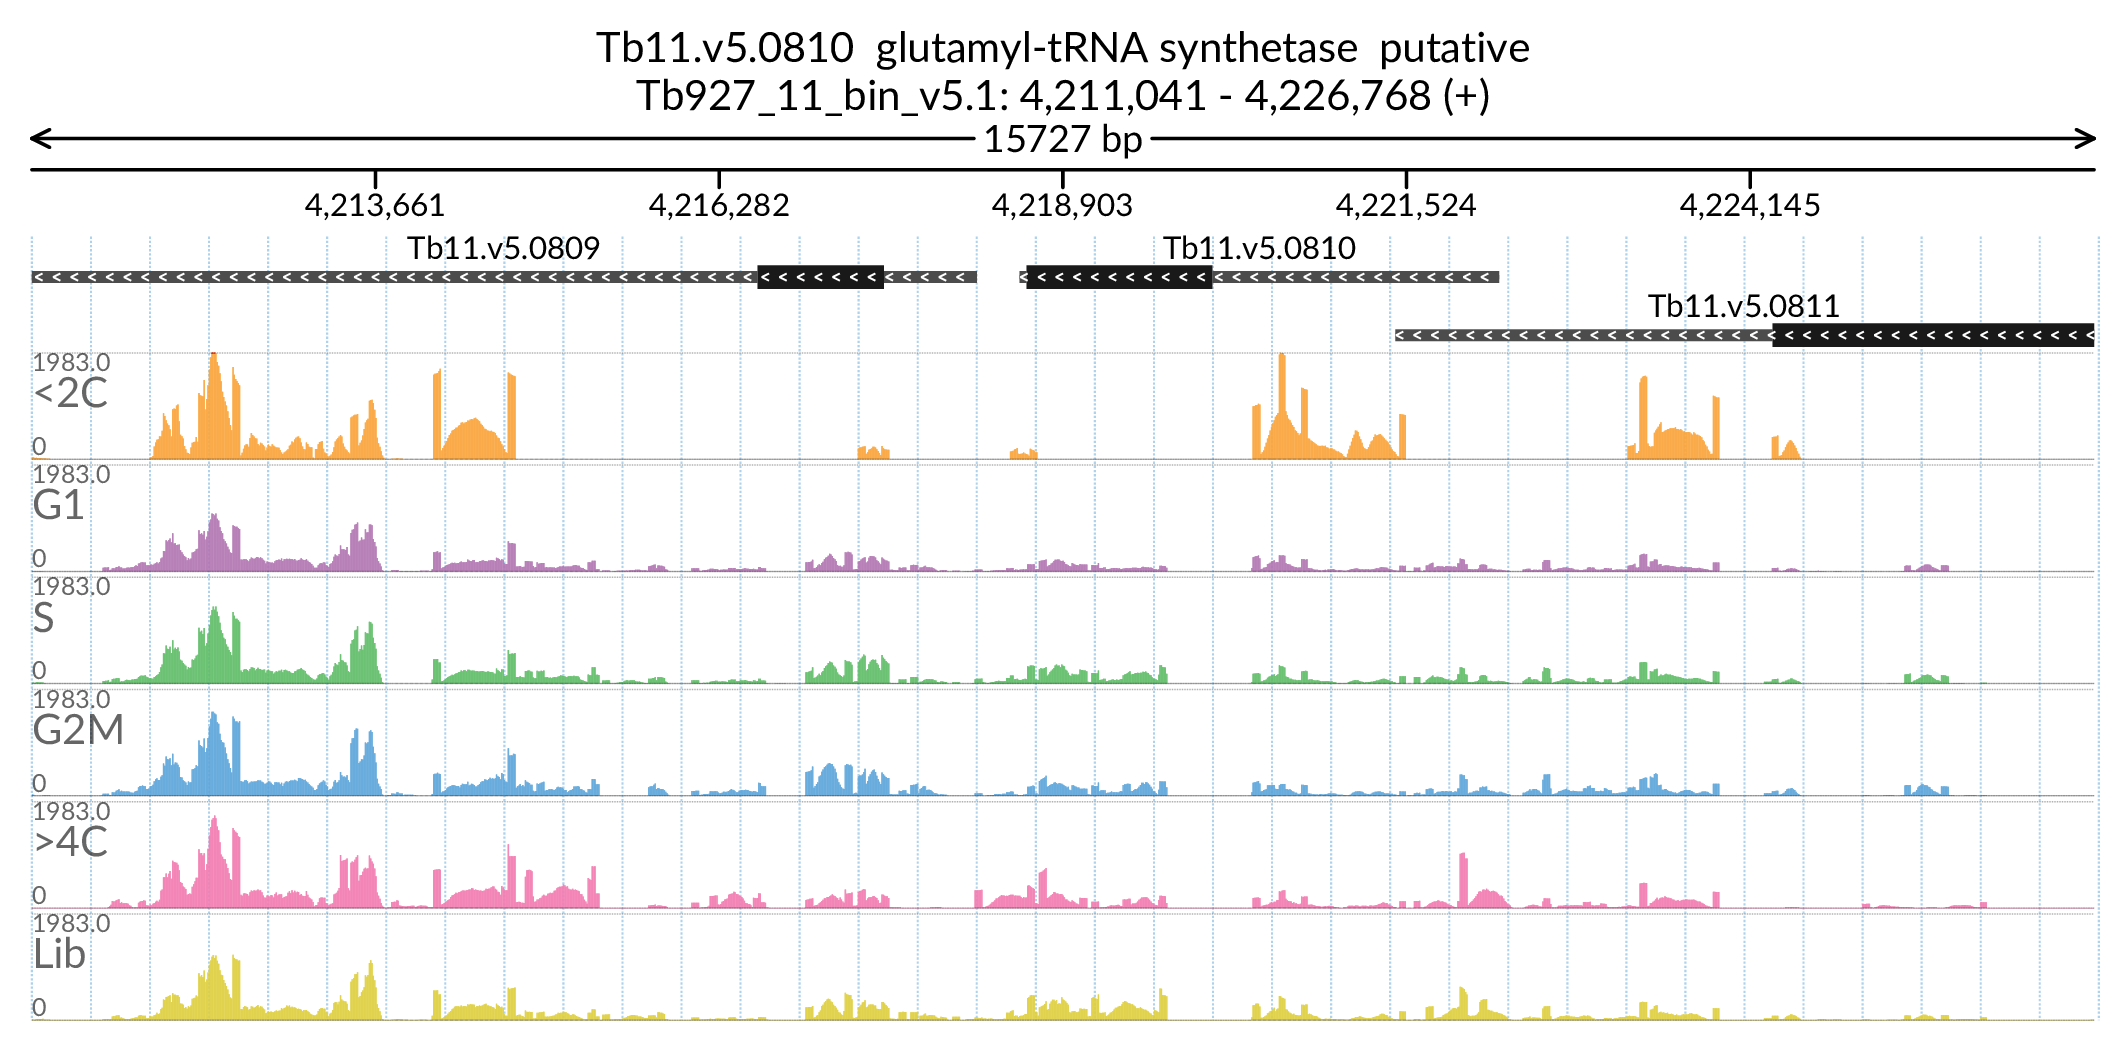 Tb11.v5.0810 glutamyl-tRNA synthetase putative
Tb927_11_bin_v5.1: 4,211,041 - 4,226,768 (+)
15727 bp
4,213,661 4,216,282 4,218,903 4,221,524 4,224,145
Tb11.v5.0809 Tb11.v5.0810
Tb11.v5.0811
1983.0
<2C
0
1983.0
G1
0
1983.0
S
0
1983.0
G2M
0
1983.0
>4C
0
1983.0
Lib
0